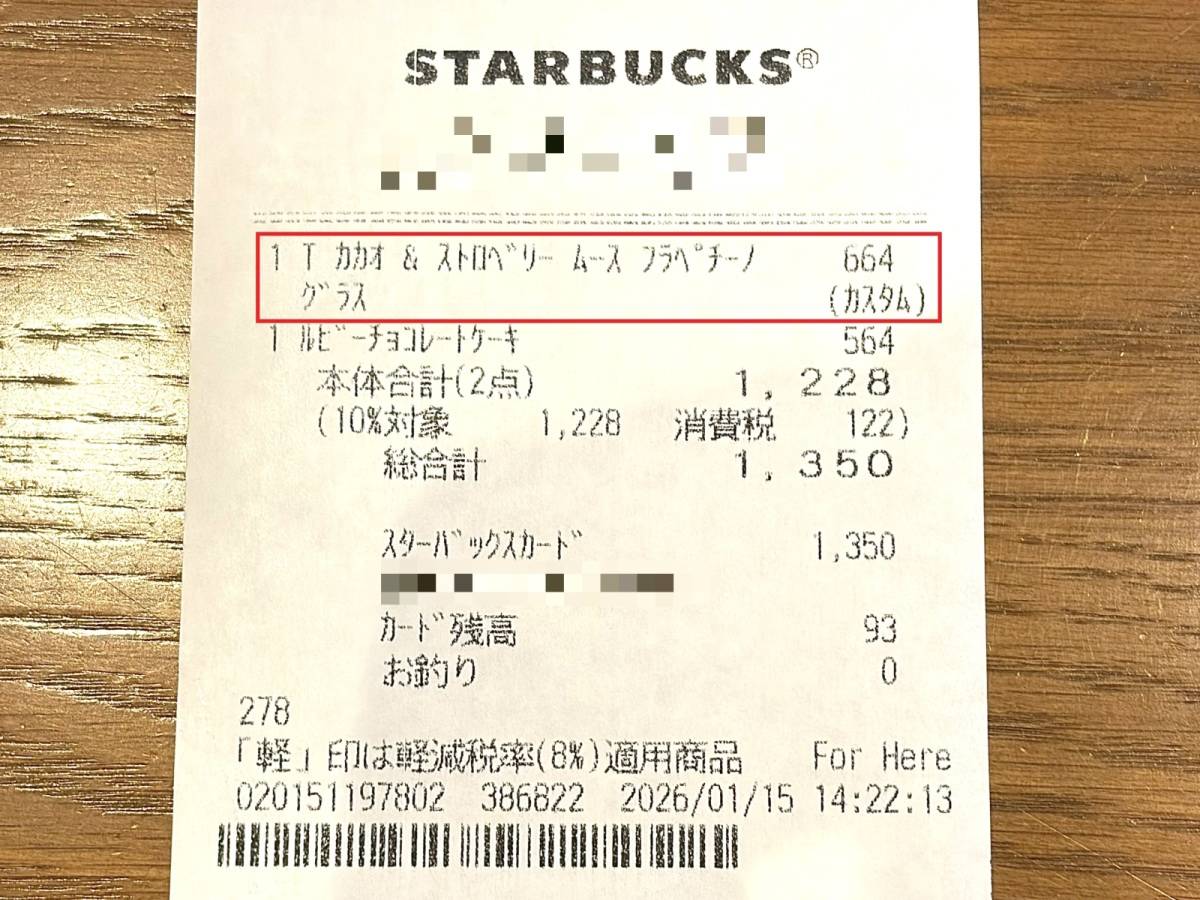 STARBUCKS®
1 T カカオ & ストロベリー ムース フラペチーノ 664
グラス (カスタム)
1 ルビーチョコレートケーキ 564
本体合計(2点) 1,228
(10%対象 1,228 消費税 122)
総合計 1,350
スターバックスカード 1,350
カード残高 93
お釣り 0
278
「軽」印は軽減税率(8%)適用商品 For Here
020151197802 386822 2026/01/15 14:22:13